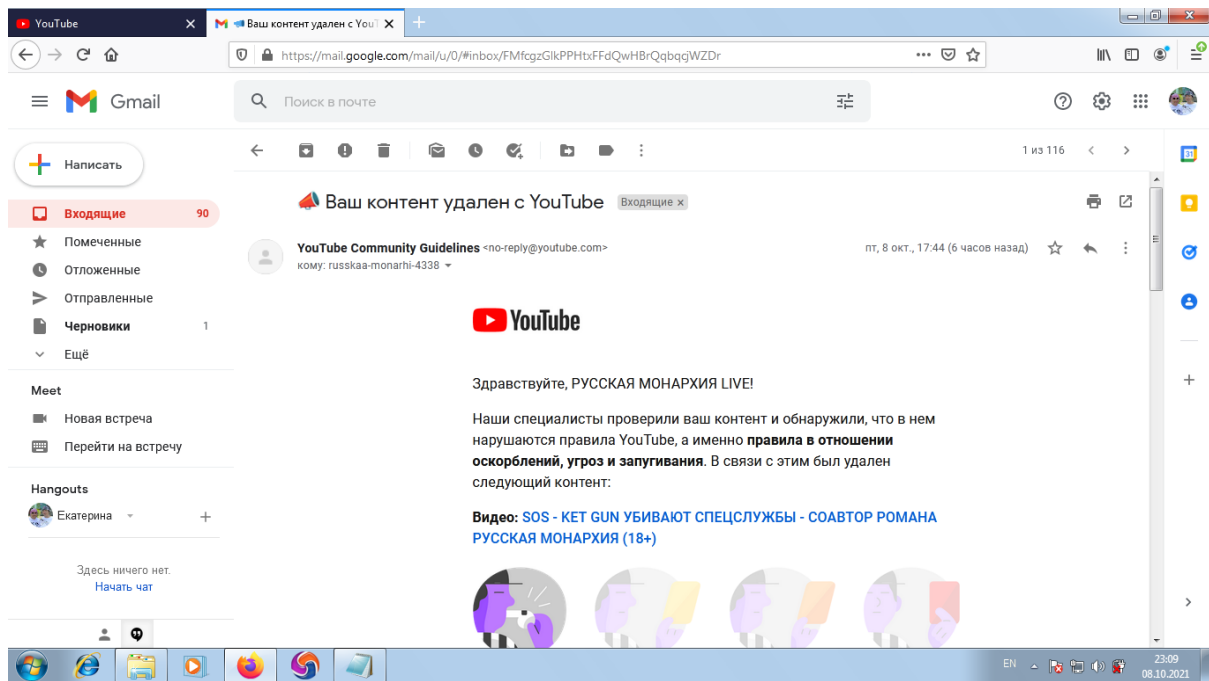 YouTube
📣 Ваш контент удален с YouT
https://mail.google.com/mail/u/0/#inbox/FMfcgzGlkPPHtxFFdQwHBrQqbqcjWZDr
Gmail
Поиск в почте
Написать
1 из 116
31
📣 Ваш контент удален с YouTube Входящие x
Входящие 90
Помеченные
Отложенные
Отправленные
Черновики 1
Ещё
YouTube Community Guidelines <no-reply@youtube.com>
пт, 8 окт., 17:44 (6 часов назад)
кому: russkaa-monarhi-4338
YouTube
Здравствуйте, РУССКАЯ МОНАРХИЯ LIVE!
Наши специалисты проверили ваш контент и обнаружили, что в нем
нарушаются правила YouTube, а именно правила в отношении
оскорблений, угроз и запугивания. В связи с этим был удален
следующий контент:
Видео: SOS - KET GUN УБИВАЮТ СПЕЦСЛУЖБЫ - СОАВТОР РОМАНА
РУССКАЯ МОНАРХИЯ (18+)
Meet
Новая встреча
Перейти на встречу
Hangouts
Екатерина
Здесь ничего нет.
Начать чат
EN
23:09
08.10.2021